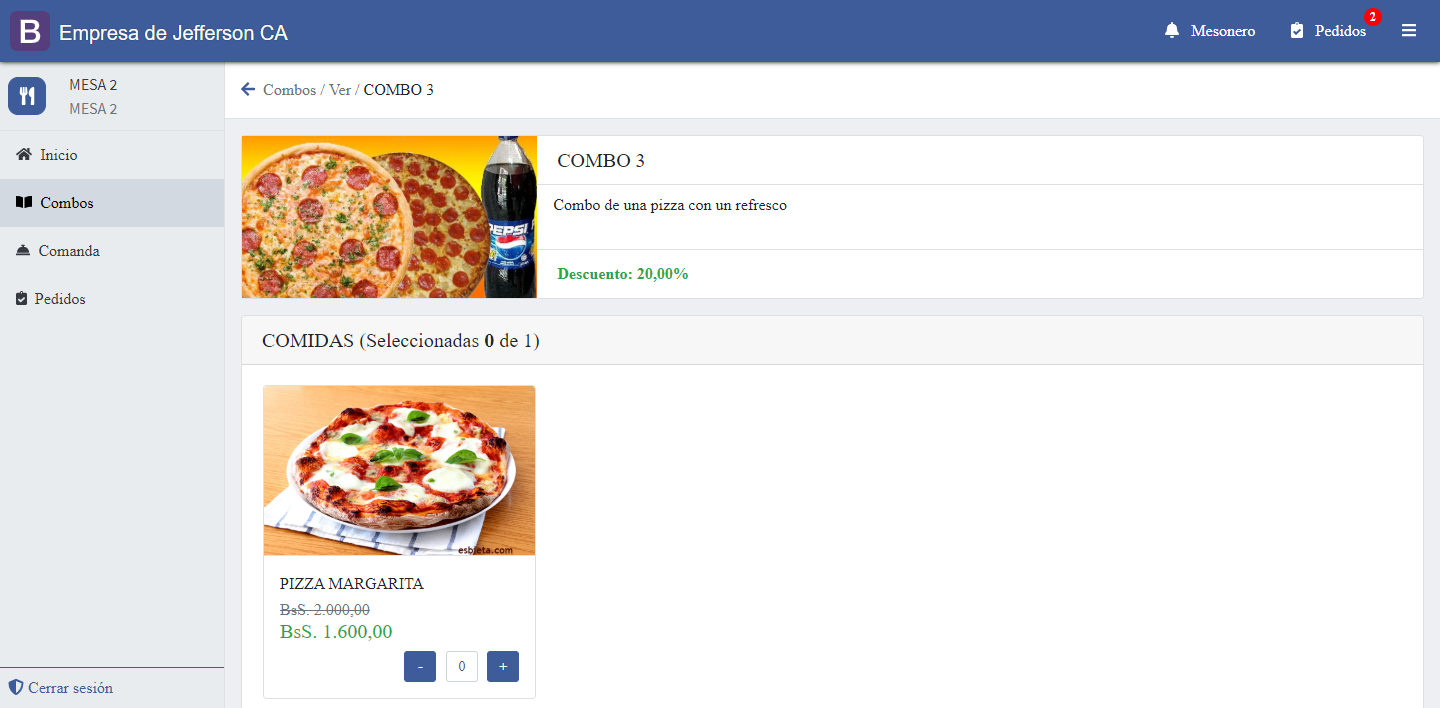 B Empresa de Jefferson CA
Mesonero
Pedidos
2
MESA 2
MESA 2
Inicio
Combos
Comanda
Pedidos
Cerrar sesión
Combos / Ver / COMBO 3
PEPSI
COMBO 3
Combo de una pizza con un refresco
Descuento: 20,00%
COMIDAS (Seleccionadas 0 de 1)
esbieta.com
PIZZA MARGARITA
BsS. 2.000,00
BsS. 1.600,00
- 0 +